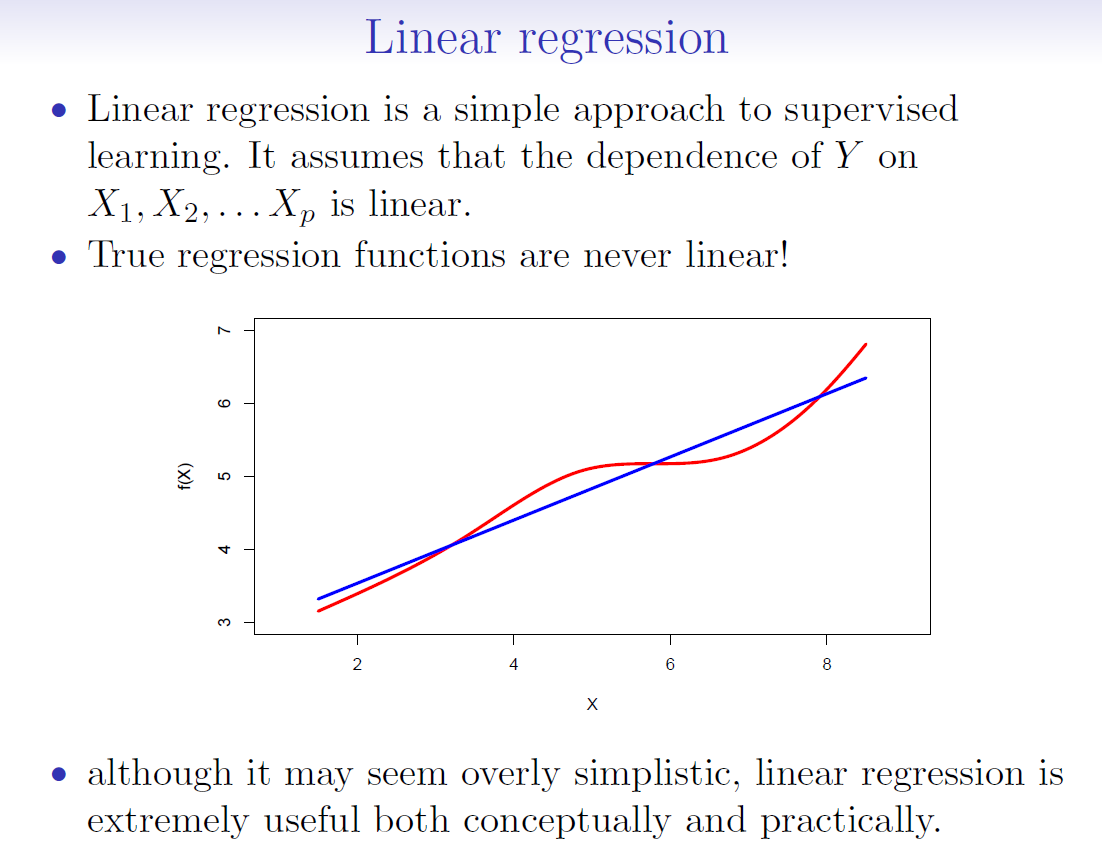 Linear regression
• Linear regression is a simple approach to supervised
learning. It assumes that the dependence of Y on
X₁, X₂, . . . Xₚ is linear.
• True regression functions are never linear!
7
6
5
4
3
f(X)
2 4 6 8
X
• although it may seem overly simplistic, linear regression is
extremely useful both conceptually and practically.